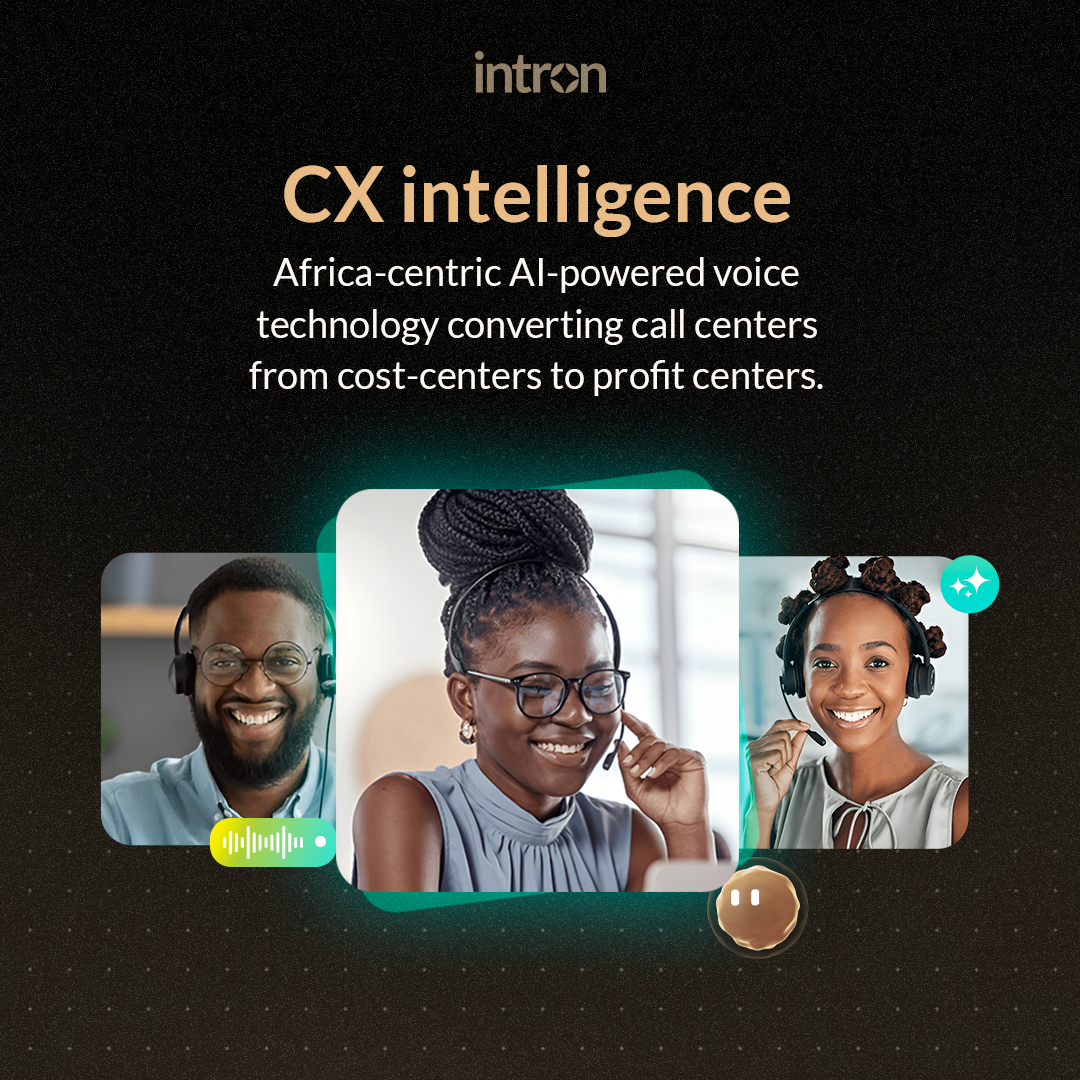 intron
CX intelligence
Africa-centric AI-powered voice
technology converting call centers
from cost-centers to profit centers.